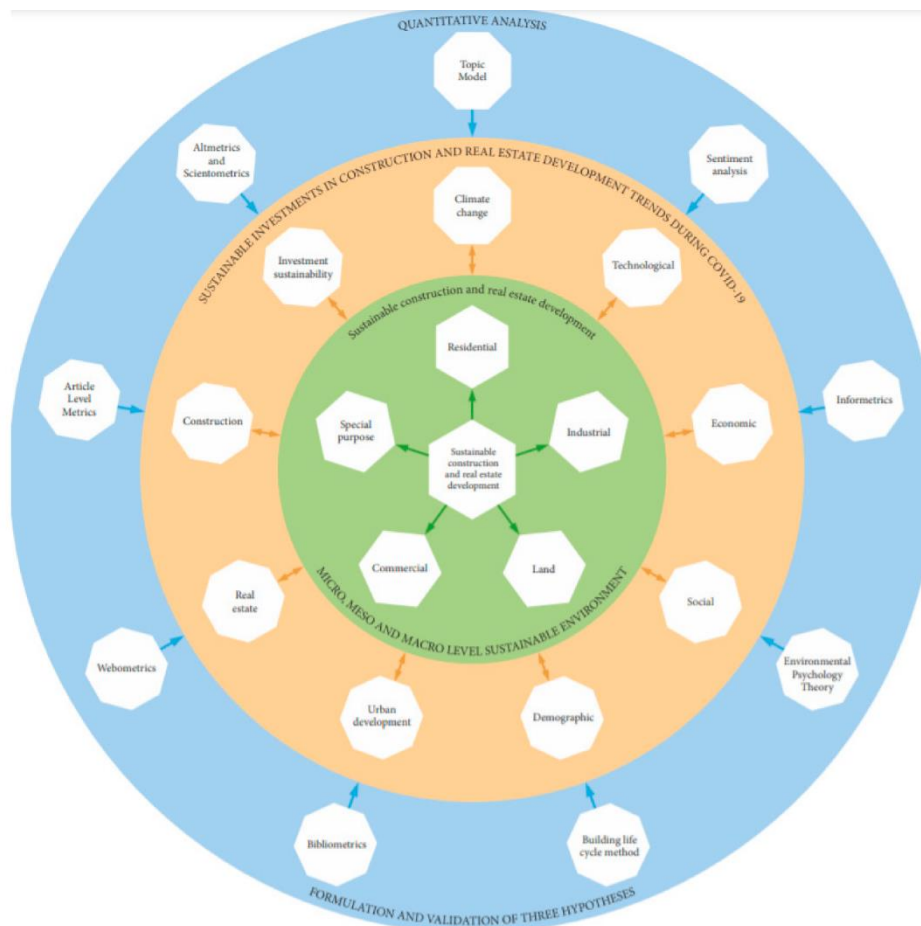 QUANTITATIVE ANALYSIS
Topic
Model
Altmetrics
and
Scientometrics
Sentiment
analysis
SUSTAINABLE INVESTMENTS IN CONSTRUCTION AND REAL ESTATE DEVELOPMENT TRENDS DURING COVID-19
Climate
change
Investment
sustainability
Technological
Sustainable construction and real estate development
Residential
Article
Level
Metrics
Informetrics
Construction
Economic
Special
purpose
Industrial
Sustainable
construction
and real estate
development
Commercial
Land
Real
estate
Social
MICRO, MESO AND MACRO LEVEL SUSTAINABLE ENVIRONMENT
Webometrics
Environmental
Psychology
Theory
Urban
development
Demographic
Bibliometrics
Building life
cycle method
FORMULATION AND VALIDATION OF THREE HYPOTHESES